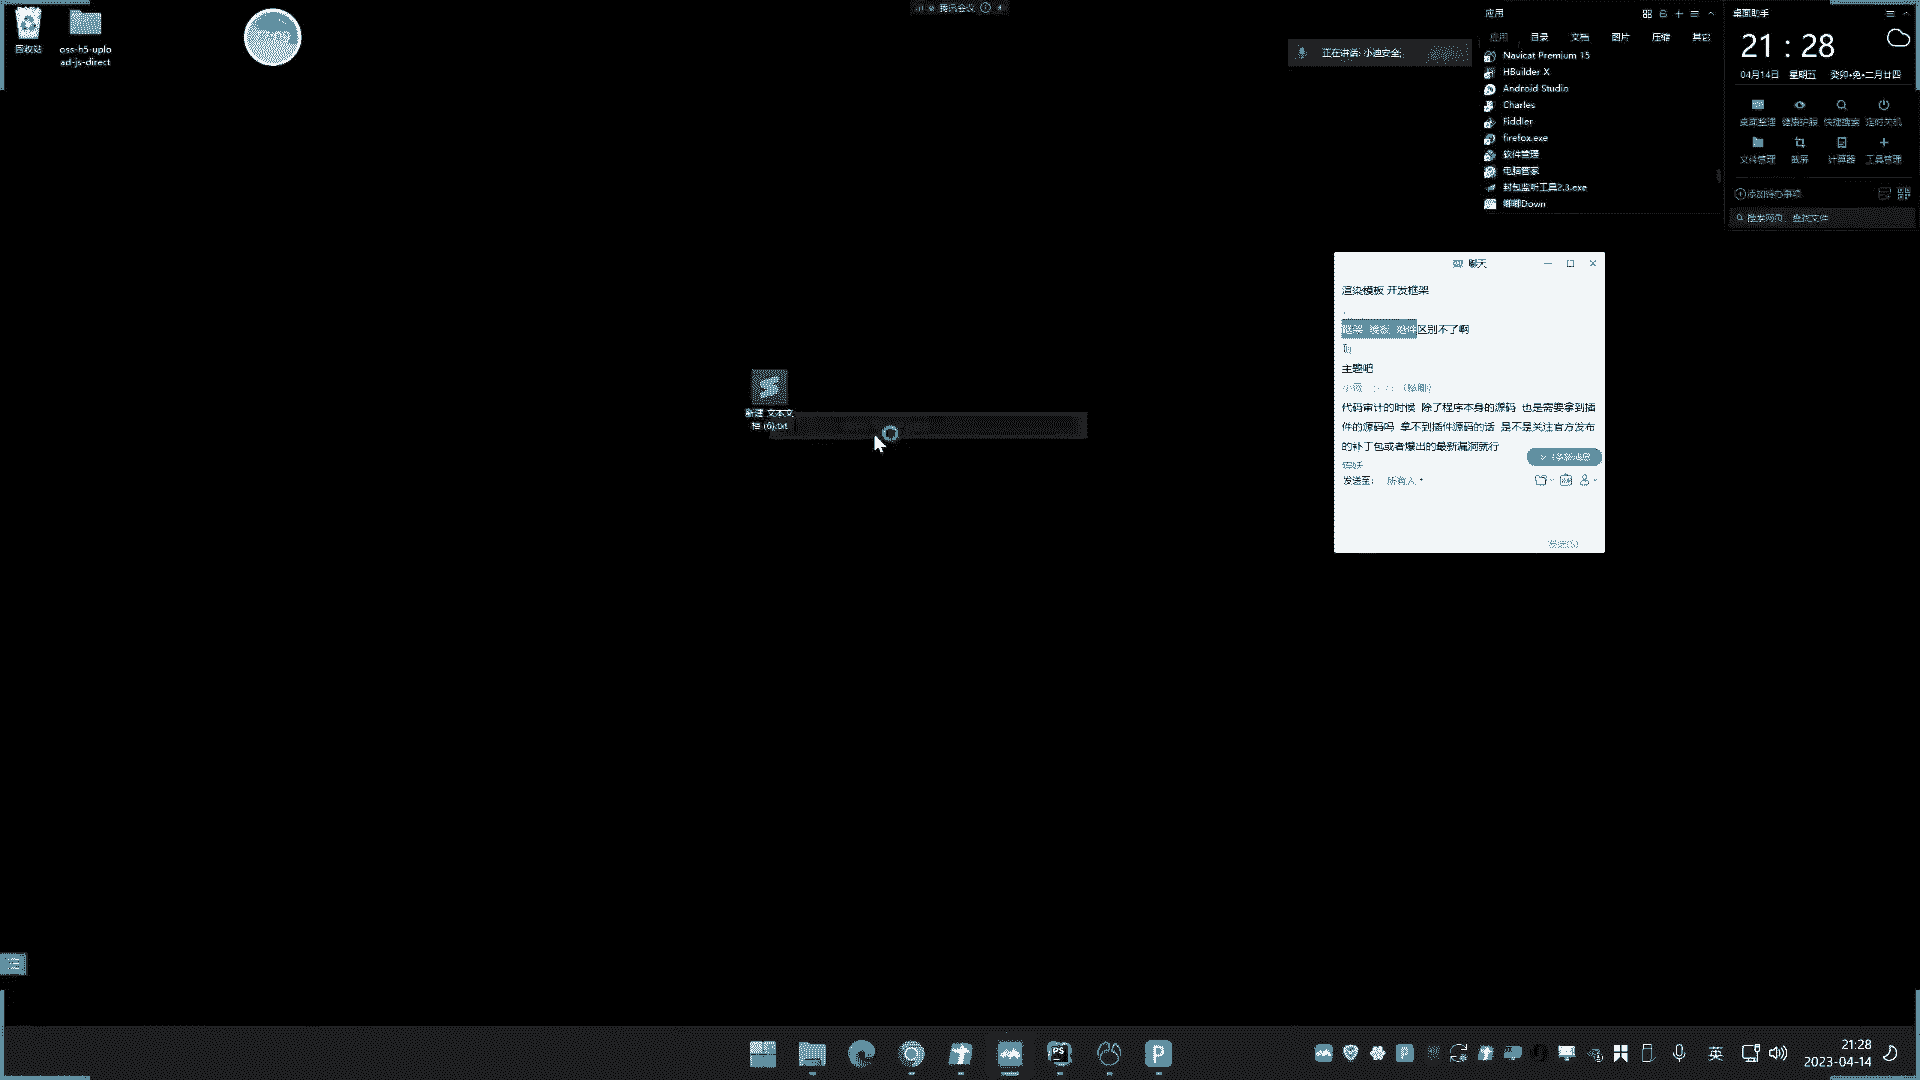 回收站
oss-h5-uplo
ad-js-direct
腾讯会议
正在讲话: 小迪安全;
应用
应用 目录 文档 图片 压缩 其它
Navicat Premium 15
HBuilder X
Android Studio
Charles
Fiddler
firefox.exe
软件管理
电脑管家
封包监听工具2.3.exe
唧唧Down
桌面助手
21 : 28
04月14日 星期五 癸卯•兔•二月廿四
桌面整理 健康护眼 快捷搜索 定时关机
文件管理 截屏 计算器 工具管理
添加待办事项
搜索网页、查找文件
聊天
渲染模板 开发框架
框架 模板 插件区别不了啊
主题吧
代码审计的时候 除了程序本身的源码 也是需要拿到插
件的源码吗 拿不到插件源码的话 是不是关注官方发布
的补丁包或者爆出的最新漏洞就行
发送至: 所有人
发送(S)
新建 文本文
档 (6).txt
英
21:28
2023-04-14